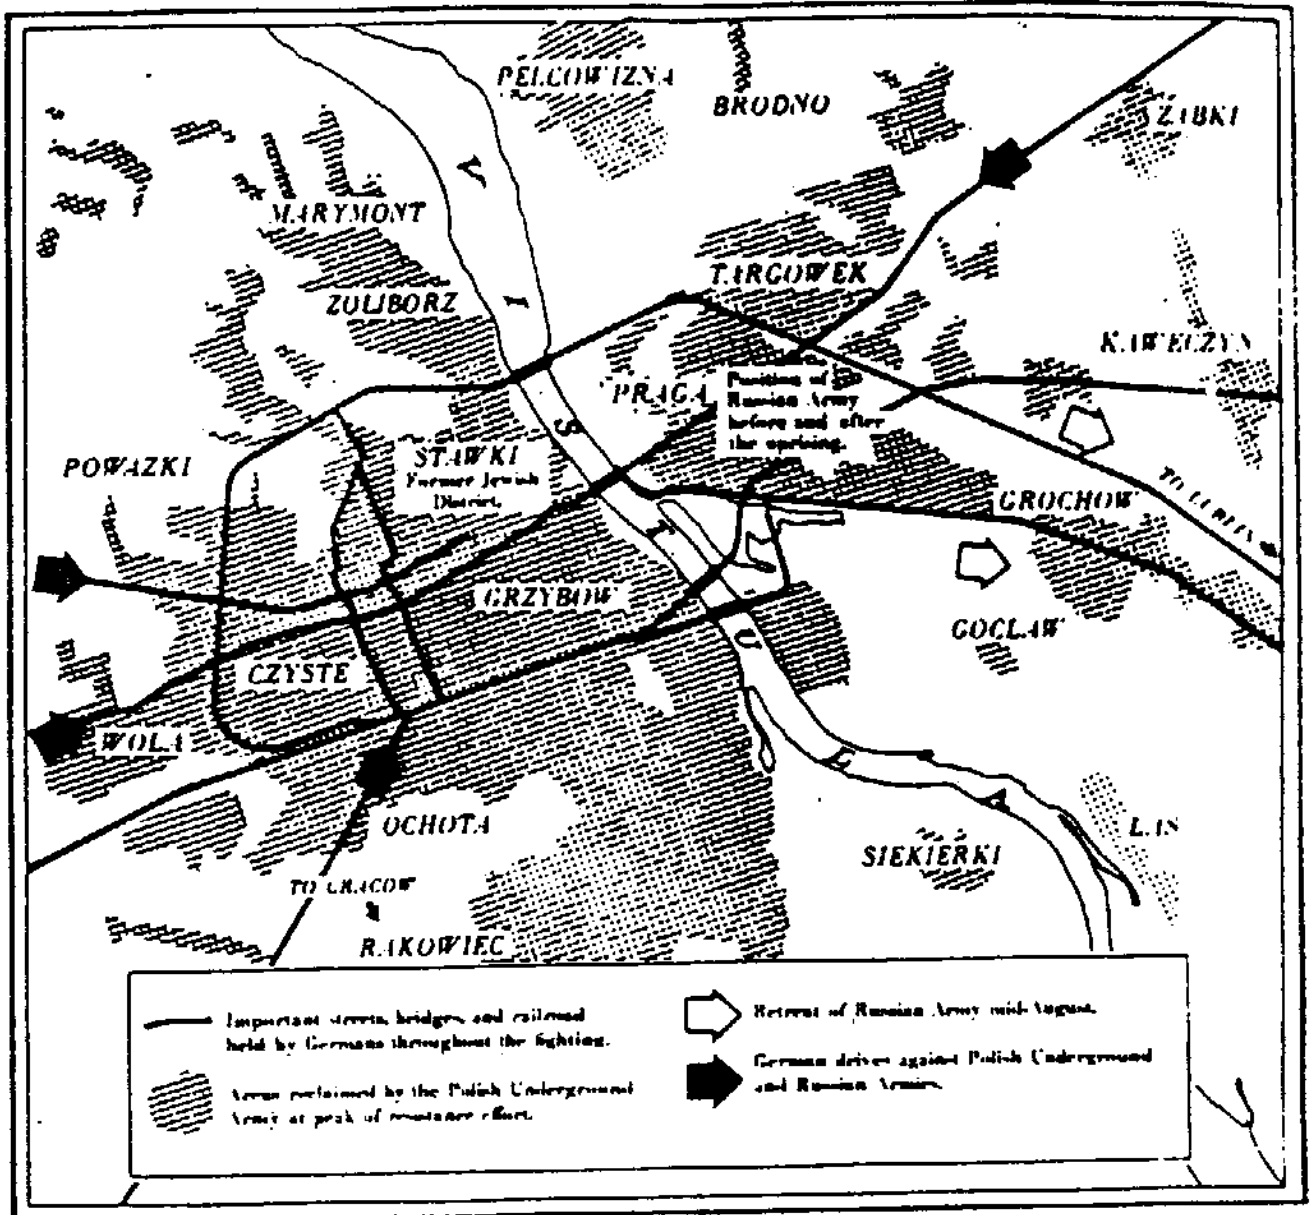 PELCOWIZNA
BRODNO
ZABKI
MARYMONT
TARGOWEK
ZOLIBORZ
KAWECZYN
PRAGA
Position of the
Russian Army
before and after
the uprising.
POWAZKI
STAWKI
Former Jewish
District.
GROCHOW
TO LUBLIN
GRZYBOW
GOCLAW
CZYSTE
WOLA
V I S T U L A
OCHOTA
SIEKIERKI
LAS
TO CRACOW
RAKOWIEC
Important streets, bridges, and railroad
held by Germans throughout the fighting.
Areas reclaimed by the Polish Underground
Army at peak of resistance effort.
Retreat of Russian Army mid-August.
German drives against Polish Underground
and Russian Armies.